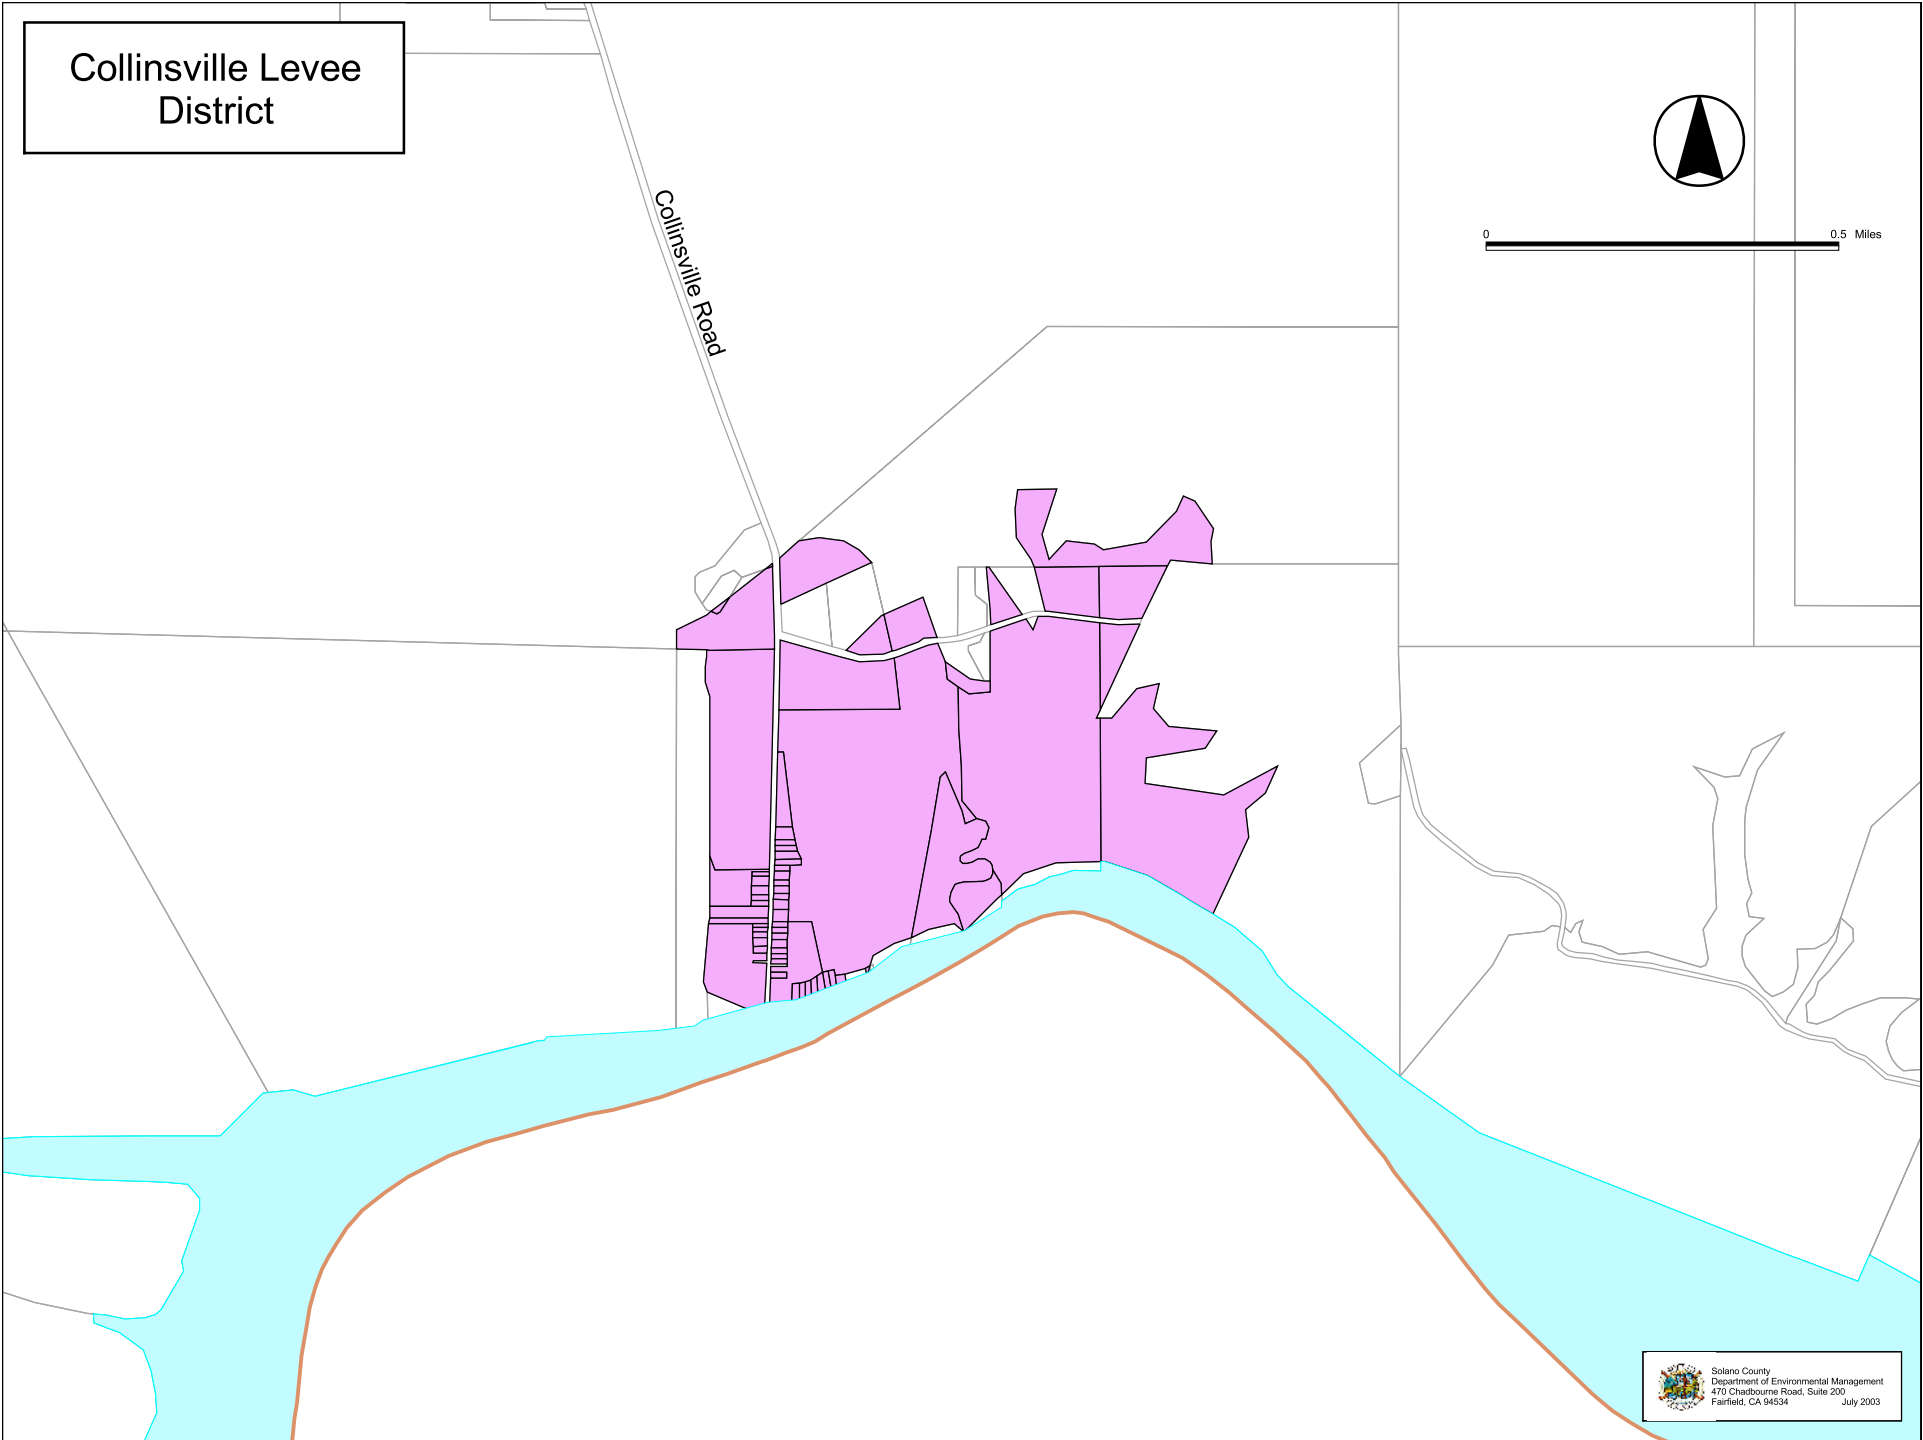 Collinsville Levee
District
Collinsville Road
0 0.5 Miles
Solano County
Department of Environmental Management
470 Chadbourne Road, Suite 200
Fairfield, CA 94534 July 2003